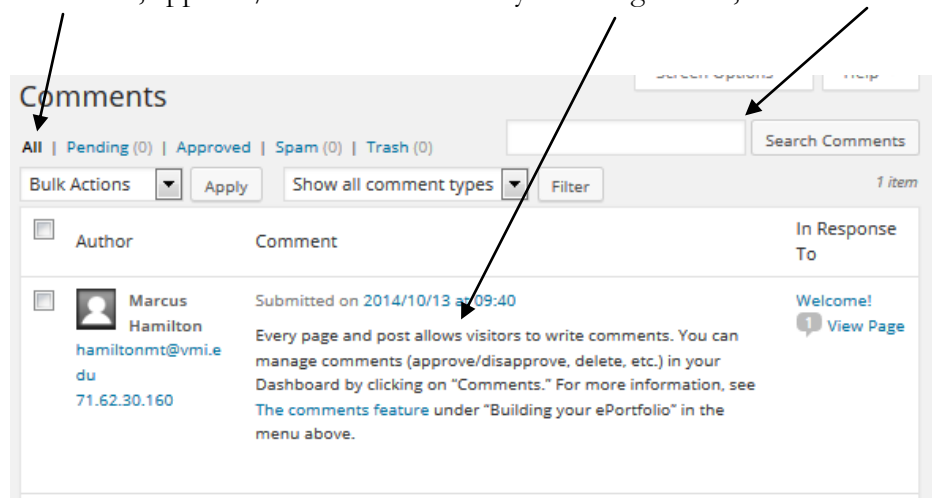 Comments
All | Pending (0) | Approved | Spam (0) | Trash (0)
Search Comments
Bulk Actions Apply Show all comment types Filter 1 item
Author Comment In Response To
Marcus Hamilton
hamiltonmt@vmi.edu
71.62.30.160
Submitted on 2014/10/13 at 09:40
Every page and post allows visitors to write comments. You can
manage comments (approve/disapprove, delete, etc.) in your
Dashboard by clicking on “Comments.” For more information, see
The comments feature under “Building your ePortfolio” in the
menu above.
Welcome!
1 View Page